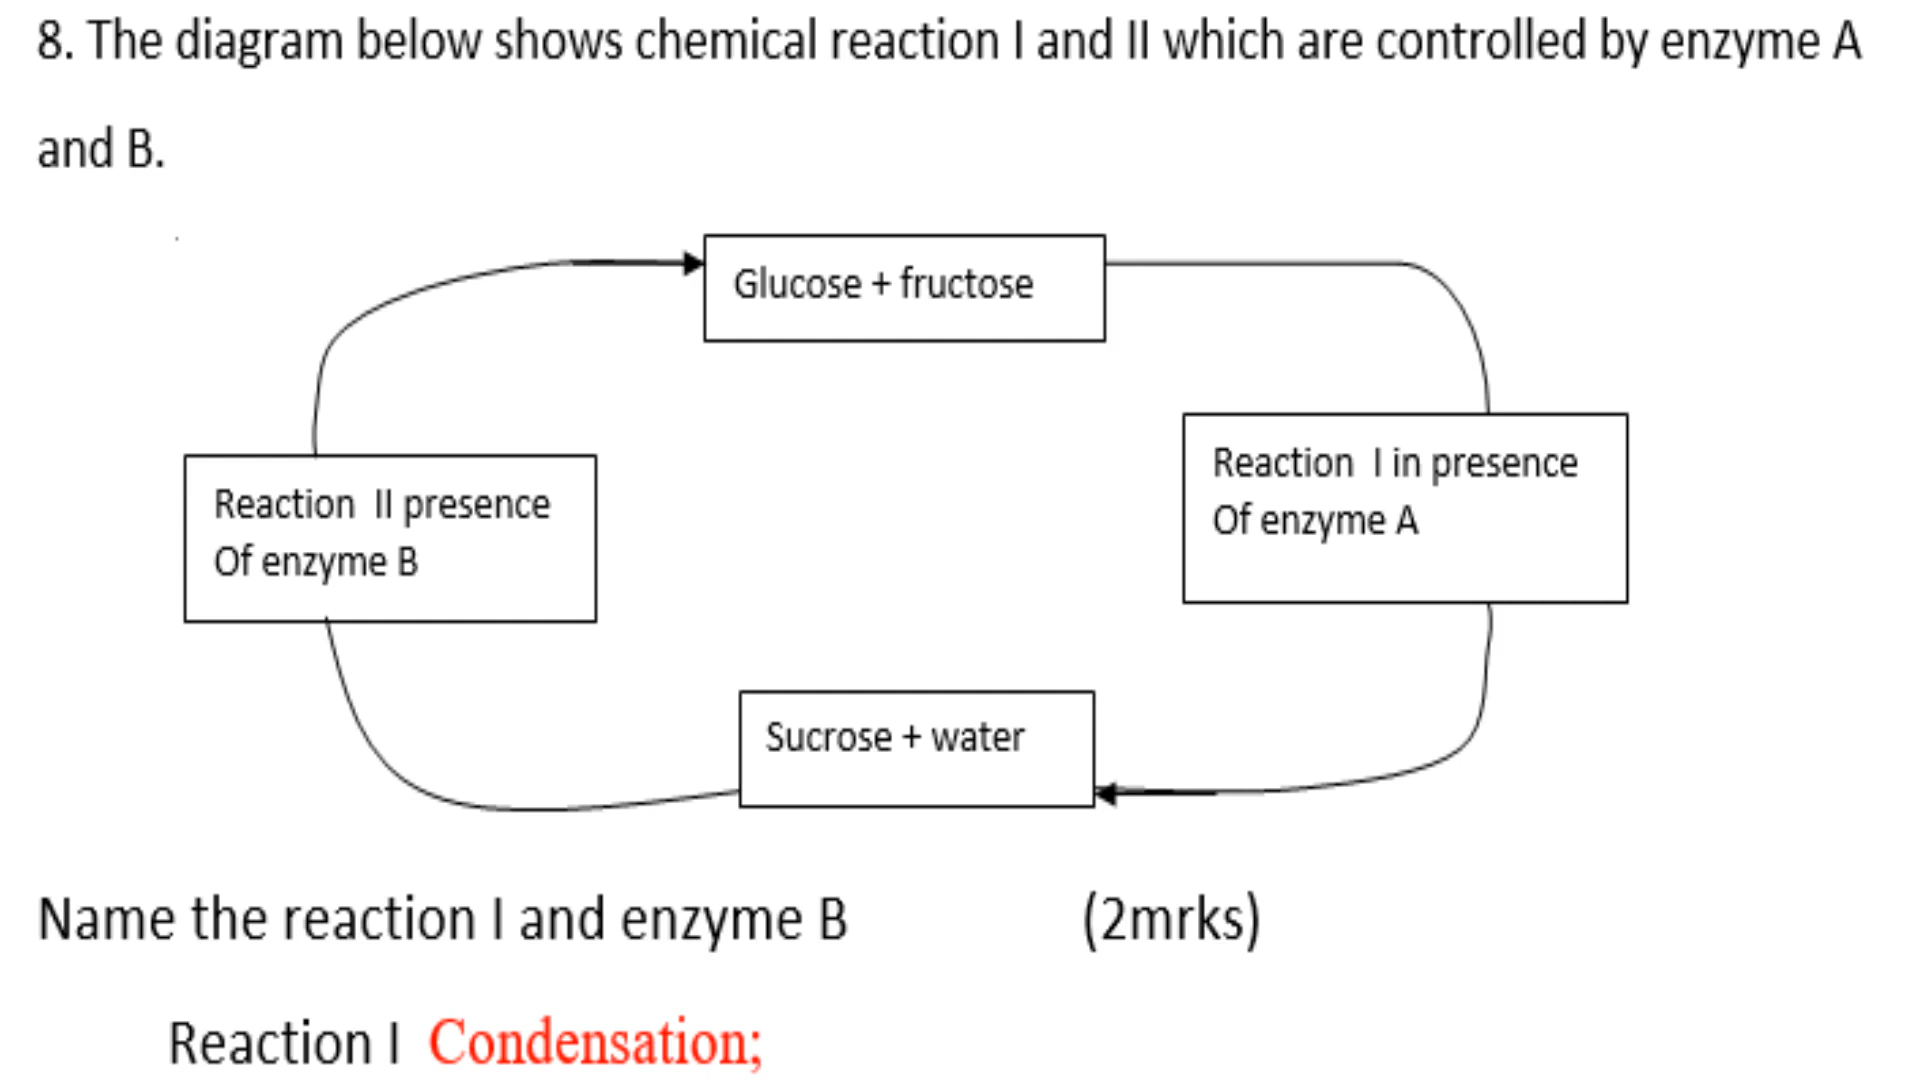 8. The diagram below shows chemical reaction I and II which are controlled by enzyme A
and B.
Glucose + fructose
Reaction I in presence
Of enzyme A
Reaction II presence
Of enzyme B
Sucrose + water
Name the reaction I and enzyme B (2mrks)
Reaction I Condensation;